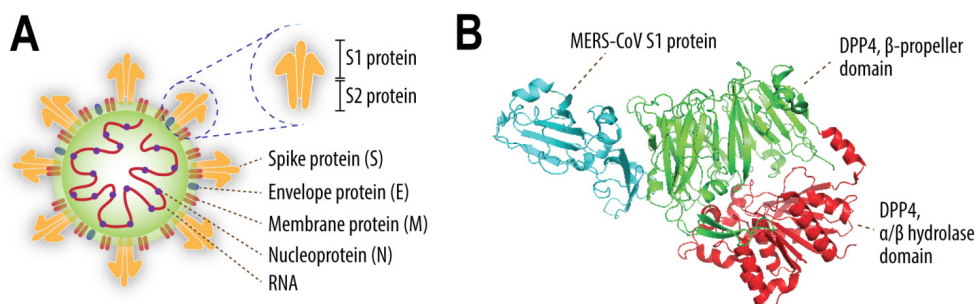 A
S1 protein
S2 protein
Spike protein (S)
Envelope protein (E)
Membrane protein (M)
Nucleoprotein (N)
RNA
B
MERS-CoV S1 protein
DPP4, β-propeller
domain
DPP4,
α/β hydrolase
domain